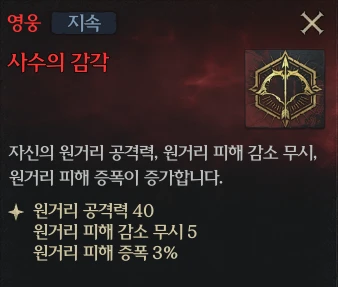 영웅 지속
사수의 감각
자신의 원거리 공격력, 원거리 피해 감소 무시,
원거리 피해 증폭이 증가합니다.
원거리 공격력 40
원거리 피해 감소 무시 5
원거리 피해 증폭 3%